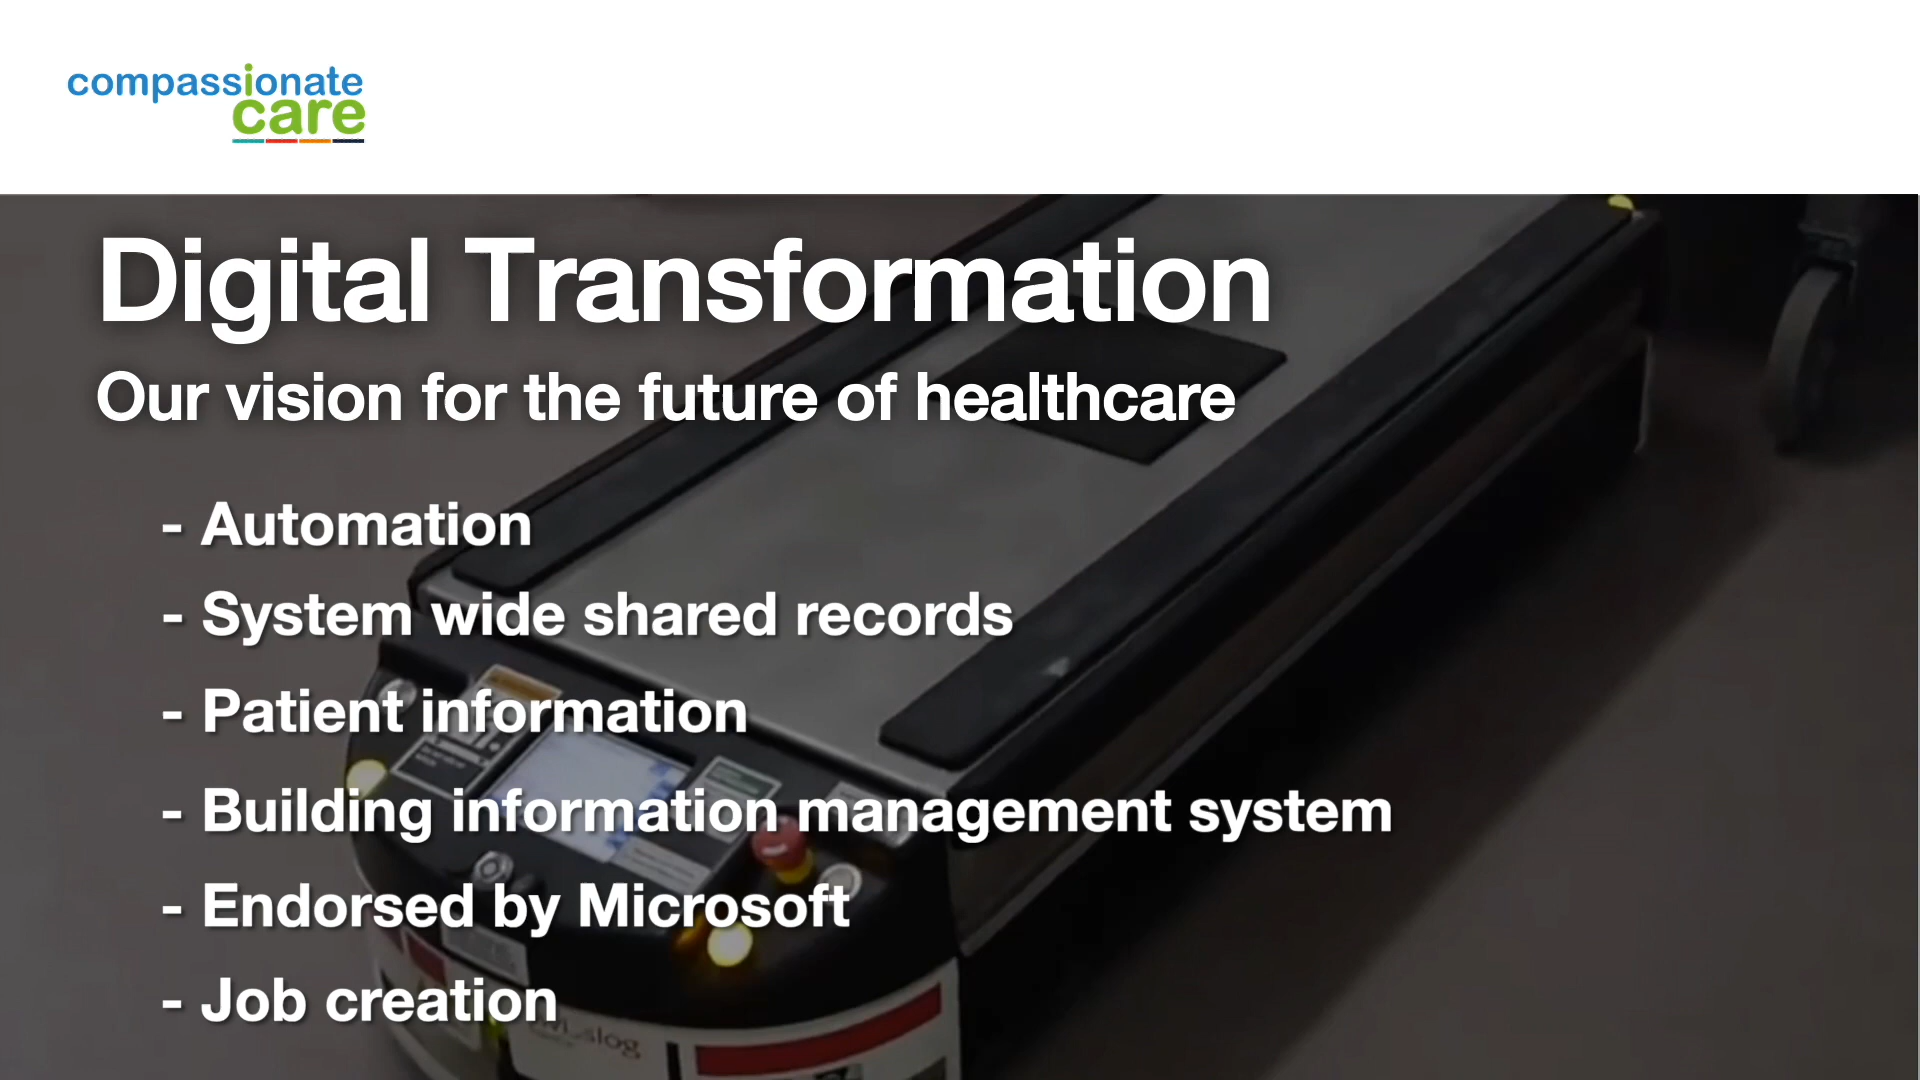 compassionate
care
Digital Transformation
Our vision for the future of healthcare
- Automation
- System wide shared records
- Patient information
- Building information management system
- Endorsed by Microsoft
- Job creation